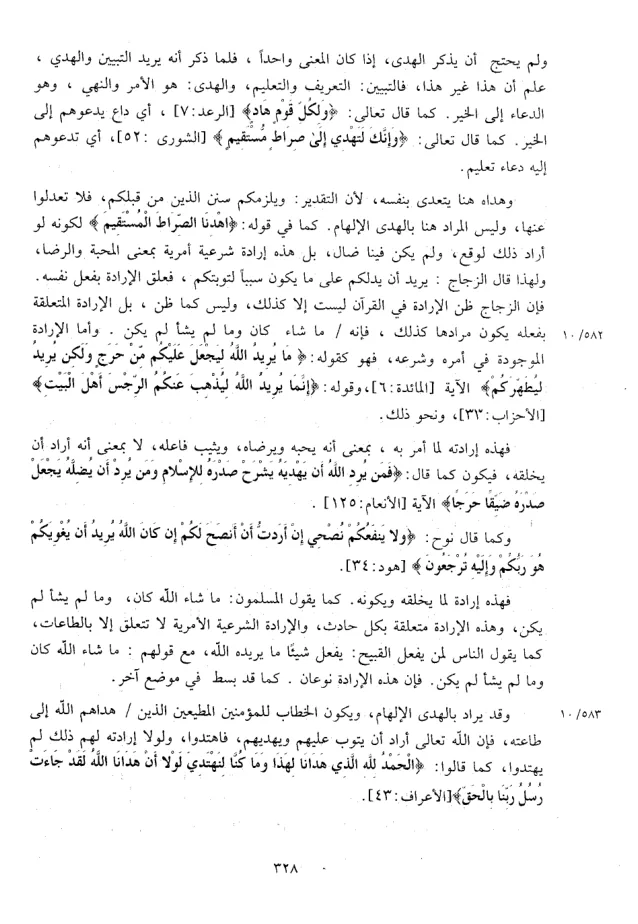 ولم يحتج أن يذكر الهدى، إذا كان المعنى واحداً ، فلما ذكر أنه يريد التبيين والهدي ،
علم أن هذا غير هذا، فالتبيين: التعريف والتعليم، والهدى: هو الأمر والنهي ، وهو
الدعاء إلى الخير. كما قال تعالى: ﴿وَلِكُلِّ قَوْمٍ هَادٍ﴾ [الرعد:٧] ، أي داع يدعوهم إلى
الخير. كما قال تعالى: ﴿وَإِنَّكَ لَتَهْدِي إِلَىٰ صِرَاطٍ مُّسْتَقِيمٍ﴾ [الشورى :٥٢]، أي تدعوهم
إليه دعاء تعليم.
وهداه هنا يتعدى بنفسه، لأن التقدير: ويلزمكم سنن الذين من قبلكم، فلا تعدلوا
عنها، وليس المراد هنا بالهدى الإلهام. كما في قوله: ﴿اهْدِنَا الصِّرَاطَ الْمُسْتَقِيمَ﴾ لكونه لو
أراد ذلك لوقع، ولم يكن فينا ضال، بل هذه إرادة شرعية أمرية بمعنى المحبة والرضا،
ولهذا قال الزجاج : يريد أن يدلكم على ما يكون سبباً لتوبتكم ، فعلق الإرادة بفعل نفسه.
فإن الزجاج ظن الإرادة في القرآن ليست إلا كذلك، وليس كما ظن ، بل الإرادة المتعلقة
١٠/٥٨٢ بفعله يكون مرادها كذلك ، فإنه / ما شاء كان وما لم يشأ لم يكن . وأما الإرادة
الموجودة في أمره وشرعه، فهو كقوله: ﴿ مَا يُرِيدُ اللَّهُ لِيَجْعَلَ عَلَيْكُم مِّنْ حَرَجٍ وَلَكِن يُرِيدُ
لِيُطَهِّرَكُمْ﴾ الآية [المائدة:٦]،وقوله: ﴿إِنَّمَا يُرِيدُ اللَّهُ لِيُذْهِبَ عَنكُمُ الرِّجْسَ أَهْلَ الْبَيْتِ﴾
[الأحزاب:٣٣]، ونحو ذلك.
فهذه إرادته لما أمر به ، بمعنى أنه يحبه ويرضاه، ويثيب فاعله، لا بمعنى أنه أراد أن
يخلقه، فيكون كما قال: ﴿فَمَن يُرِدِ اللَّهُ أَن يَهْدِيَهُ يَشْرَحْ صَدْرَهُ لِلإِسْلامِ وَمَن يُرِدْ أَن يُضِلَّهُ يَجْعَلْ
صَدْرَهُ ضَيِّقًا حَرَجًا﴾ الآية [الأنعام:١٢٥] .
وكما قال نوح: ﴿وَلا يَنفَعُكُمْ نُصْحِي إِنْ أَرَدتُّ أَنْ أَنصَحَ لَكُمْ إِن كَانَ اللَّهُ يُرِيدُ أَن يُغْوِيَكُمْ
هُوَ رَبُّكُمْ وَإِلَيْهِ تُرْجَعُونَ ﴾ [هود:٣٤].
فهذه إرادة لما يخلقه ويكونه. كما يقول المسلمون: ما شاء الله كان، وما لم يشأ لم
يكن، وهذه الإرادة متعلقة بكل حادث، والإرادة الشرعية الأمرية لا تتعلق إلا بالطاعات،
كما يقول الناس لمن يفعل القبيح: يفعل شيئًا ما يريده الله، مع قولهم : ما شاء الله كان
وما لم يشأ لم يكن. فإن هذه الإرادة نوعان . كما قد بسط في موضع آخر.
١٠/٥٨٣ وقد يراد بالهدى الإلهام، ويكون الخطاب للمؤمنين المطيعين الذين / هداهم الله إلى
طاعته، فإن الله تعالى أراد أن يتوب عليهم ويهديهم، فاهتدوا، ولولا إرادته لهم ذلك لم
يهتدوا، كما قالوا: ﴿الْحَمْدُ لِلَّهِ الَّذِي هَدَانَا لِهَذَا وَمَا كُنَّا لِنَهْتَدِيَ لَوْلا أَنْ هَدَانَا اللَّهُ لَقَدْ جَاءَتْ
رُسُلُ رَبِّنَا بِالْحَقِّ﴾[الأعراف:٤٣].
٣٢٨